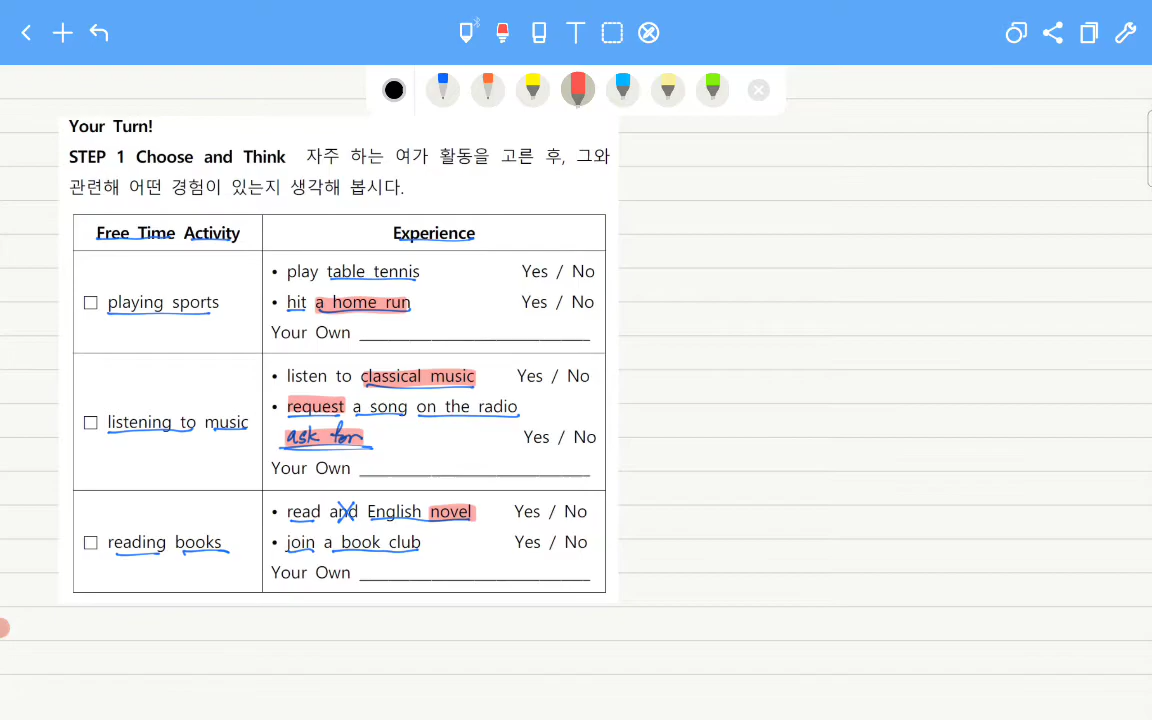 Your Turn!
STEP 1 Choose and Think 자주 하는 여가 활동을 고른 후, 그와
관련해 어떤 경험이 있는지 생각해 봅시다.
Free Time Activity Experience
☐ playing sports
• play table tennis Yes / No
• hit a home run Yes / No
Your Own ____________________
☐ listening to music
• listen to classical music Yes / No
• request a song on the radio
ask for Yes / No
Your Own ____________________
☐ reading books
• read and English novel Yes / No
• join a book club Yes / No
Your Own ____________________